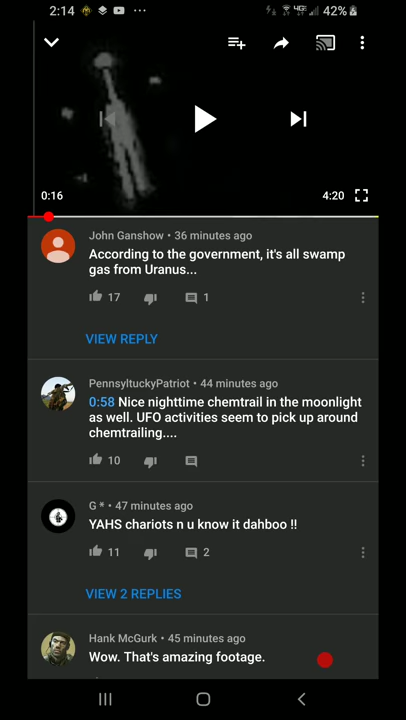 2:14 42%
0:16 4:20
John Ganshow • 36 minutes ago
According to the government, it's all swamp
gas from Uranus...
17 1
VIEW REPLY
PennsyltuckyPatriot • 44 minutes ago
0:58 Nice nighttime chemtrail in the moonlight
as well. UFO activities seem to pick up around
chemtrailing....
10
G * • 47 minutes ago
YAHS chariots n u know it dahboo !!
11 2
VIEW 2 REPLIES
Hank McGurk • 45 minutes ago
Wow. That's amazing footage.